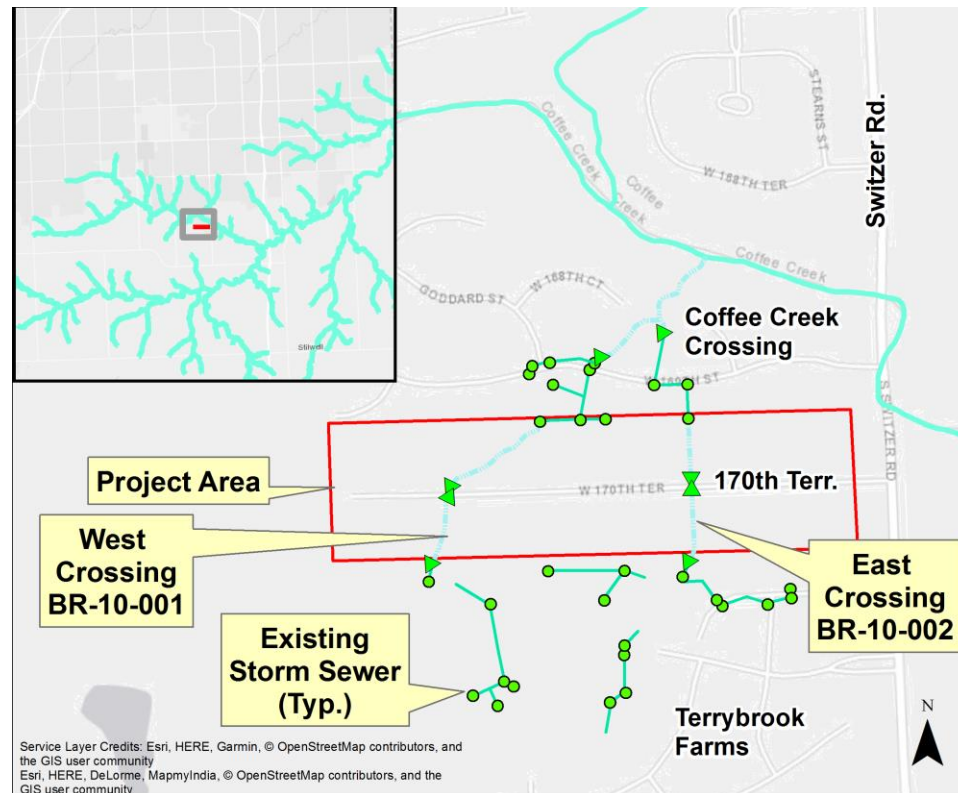 Stilwell
Coffee Creek
Coffee Creek
Coffee Creek
STEARNS ST
W 168TH TER
Switzer Rd.
W 168TH CT
GODDARD ST
Coffee Creek
Crossing
W 169TH ST
S SWITZER RD
Project Area
W 170TH TER
170th Terr.
West
Crossing
BR-10-001
East
Crossing
BR-10-002
Existing
Storm Sewer
(Typ.)
Terrybrook
Farms
N
Service Layer Credits: Esri, HERE, Garmin, © OpenStreetMap contributors, and
the GIS user community
Esri, HERE, DeLorme, MapmyIndia, © OpenStreetMap contributors, and the
GIS user community